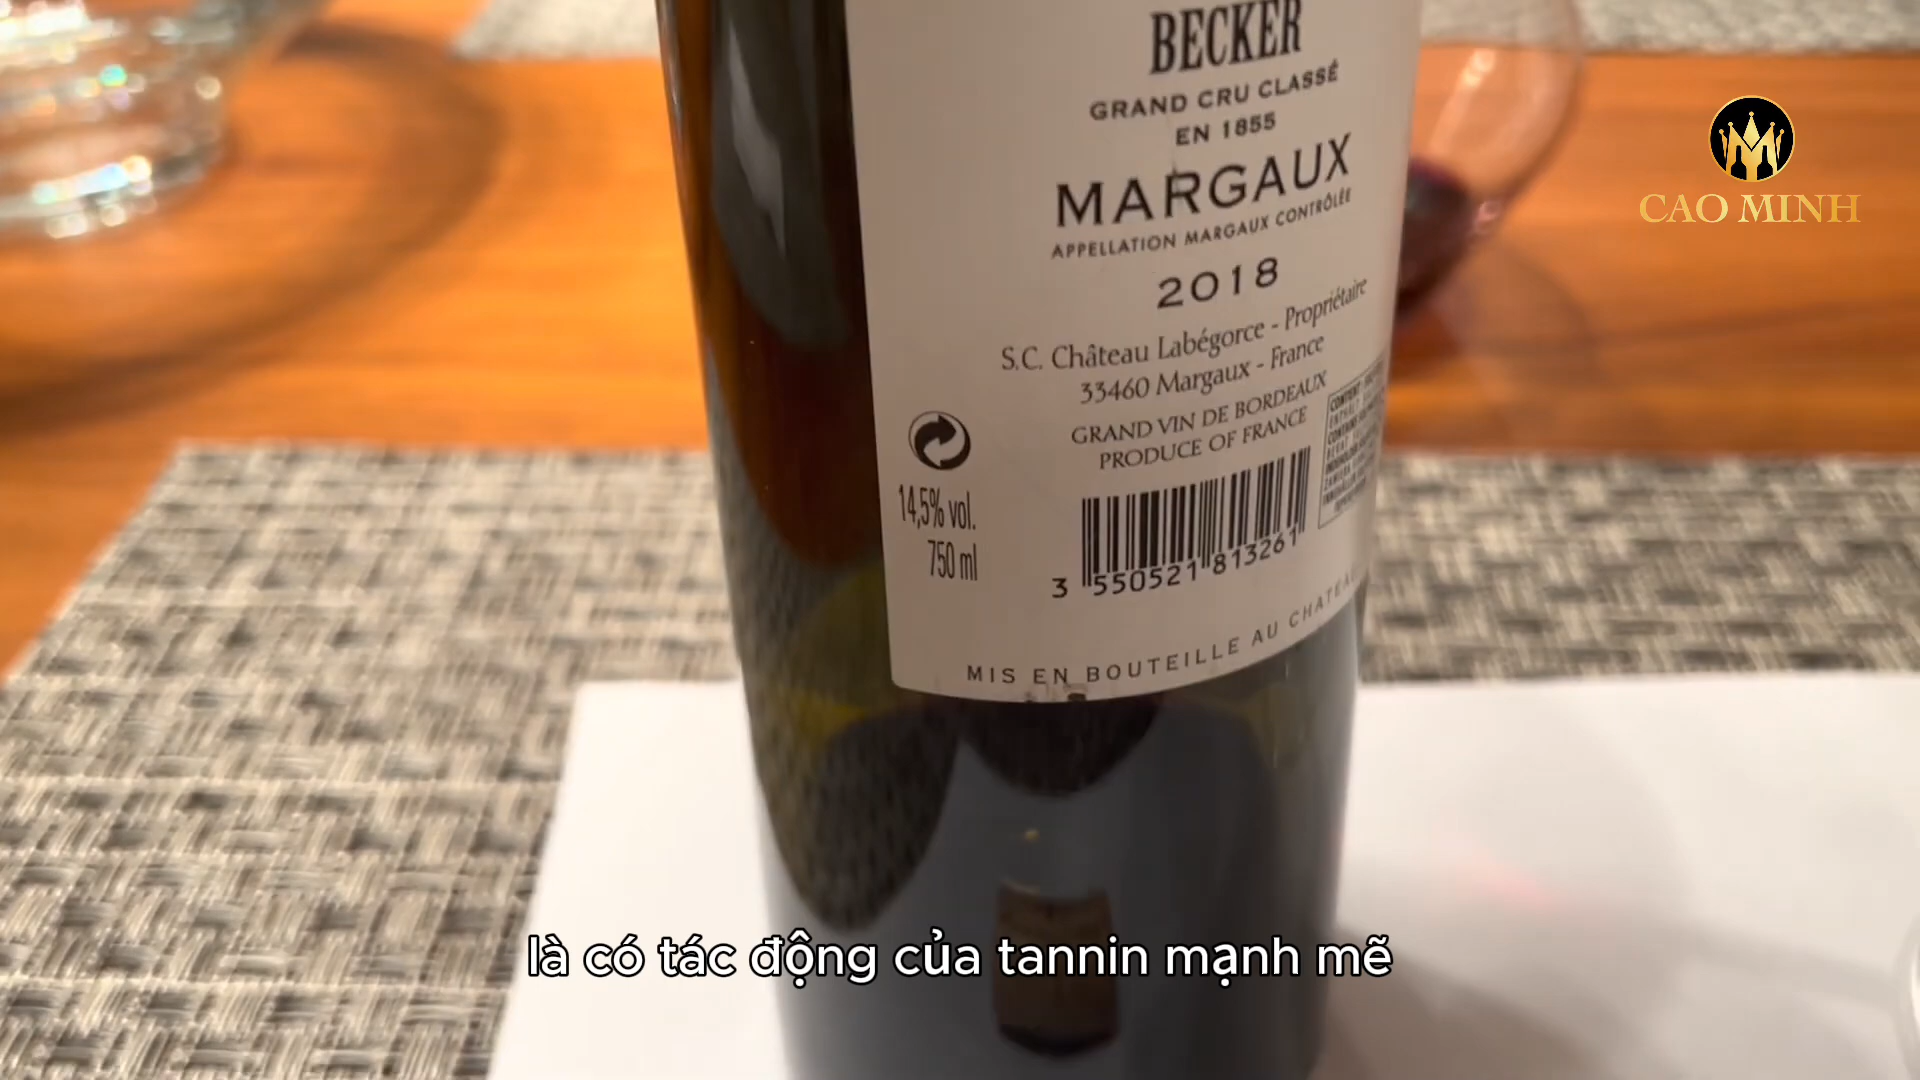 BECKER
GRAND CRU CLASSÉ
EN 1855
MARGAUX
APPELLATION MARGAUX CONTRÔLÉE
2018
S.C. Château Labégorce - Propriétaire
33460 Margaux - France
GRAND VIN DE BORDEAUX
PRODUCE OF FRANCE
14,5% vol.
750 ml
3 550521 813261
MIS EN BOUTEILLE AU
CAO MINH
là có tác động của tannin mạnh mẽ